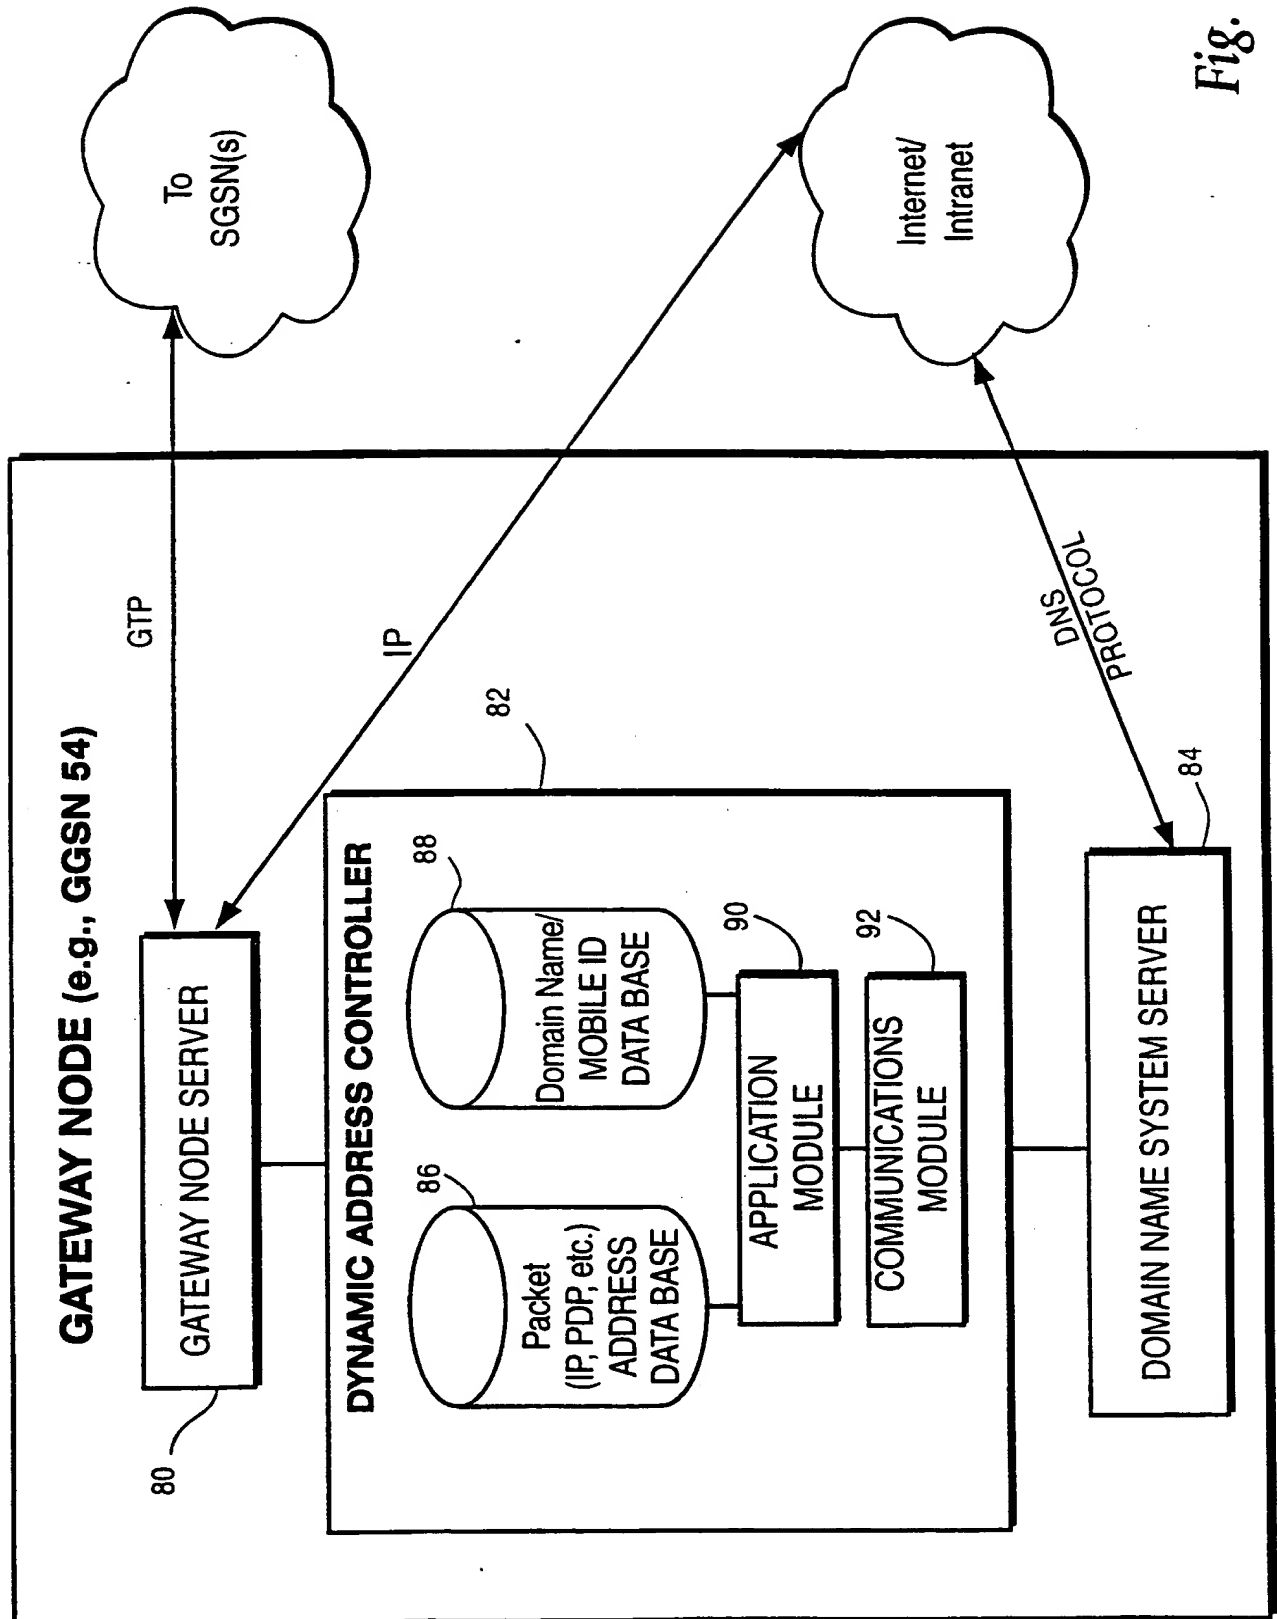 GATEWAY NODE (e.g., GGSN 54)
80
GATEWAY NODE SERVER
GTP
To
SGSN(s)
IP
82
DYNAMIC ADDRESS CONTROLLER
86
Packet
(IP, PDP, etc.)
ADDRESS
DATA BASE
88
Domain Name/
MOBILE ID
DATA BASE
90
APPLICATION
MODULE
92
COMMUNICATIONS
MODULE
Internet/
Intranet
DNS
PROTOCOL
84
DOMAIN NAME SYSTEM SERVER
Fig.